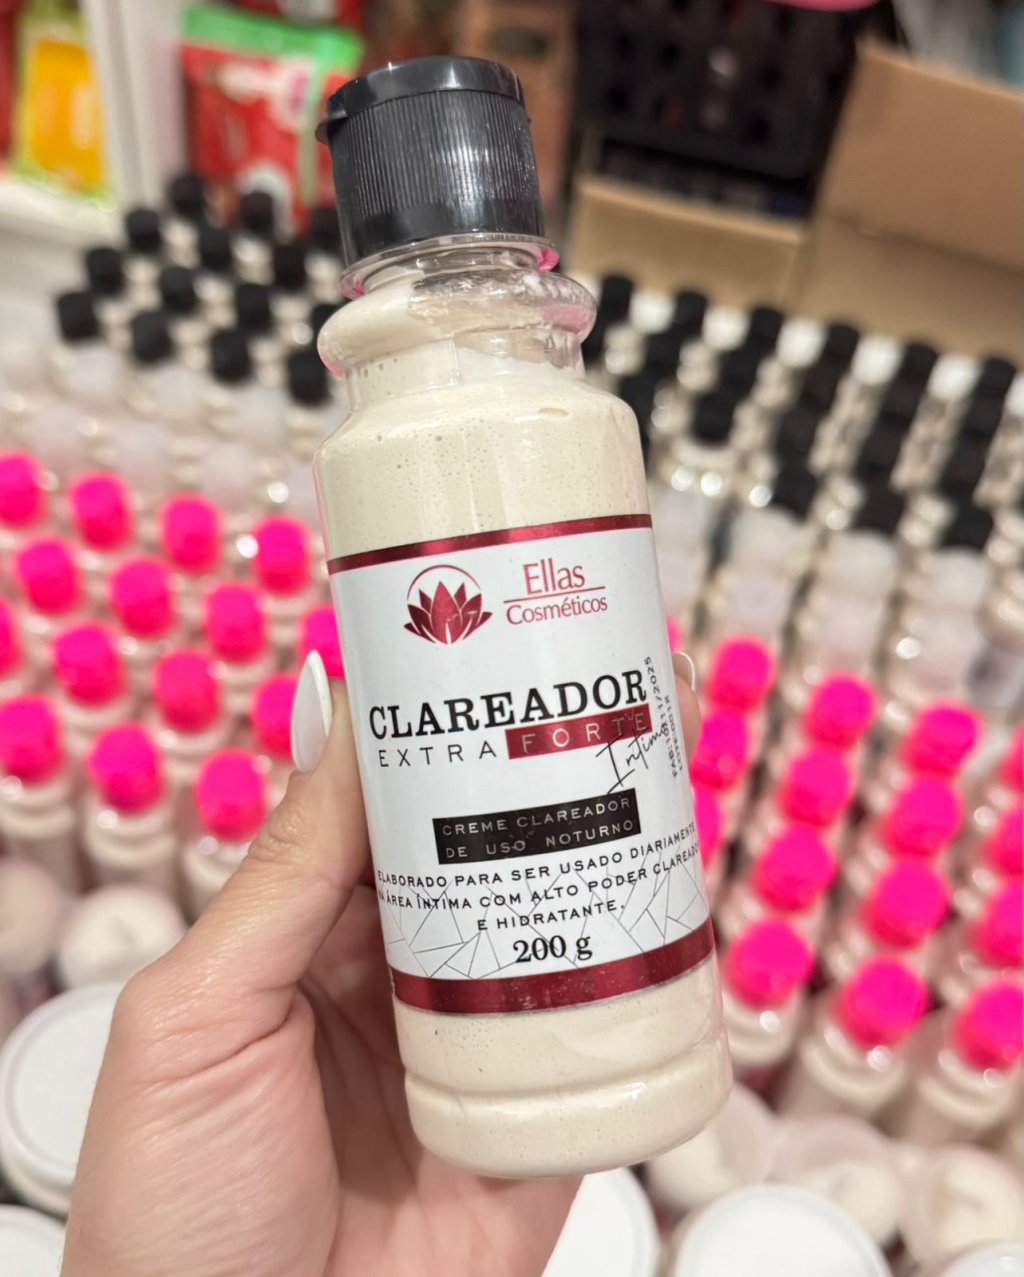 Ellas
Cosméticos
CLAREADOR
EXTRA FORTE
Íntimo
CREME CLAREADOR
DE USO NOTURNO
ELABORADO PARA SER USADO DIARIAMENTE
NA ÁREA ÍNTIMA COM ALTO PODER CLAREADOR
E HIDRATANTE.
200 g